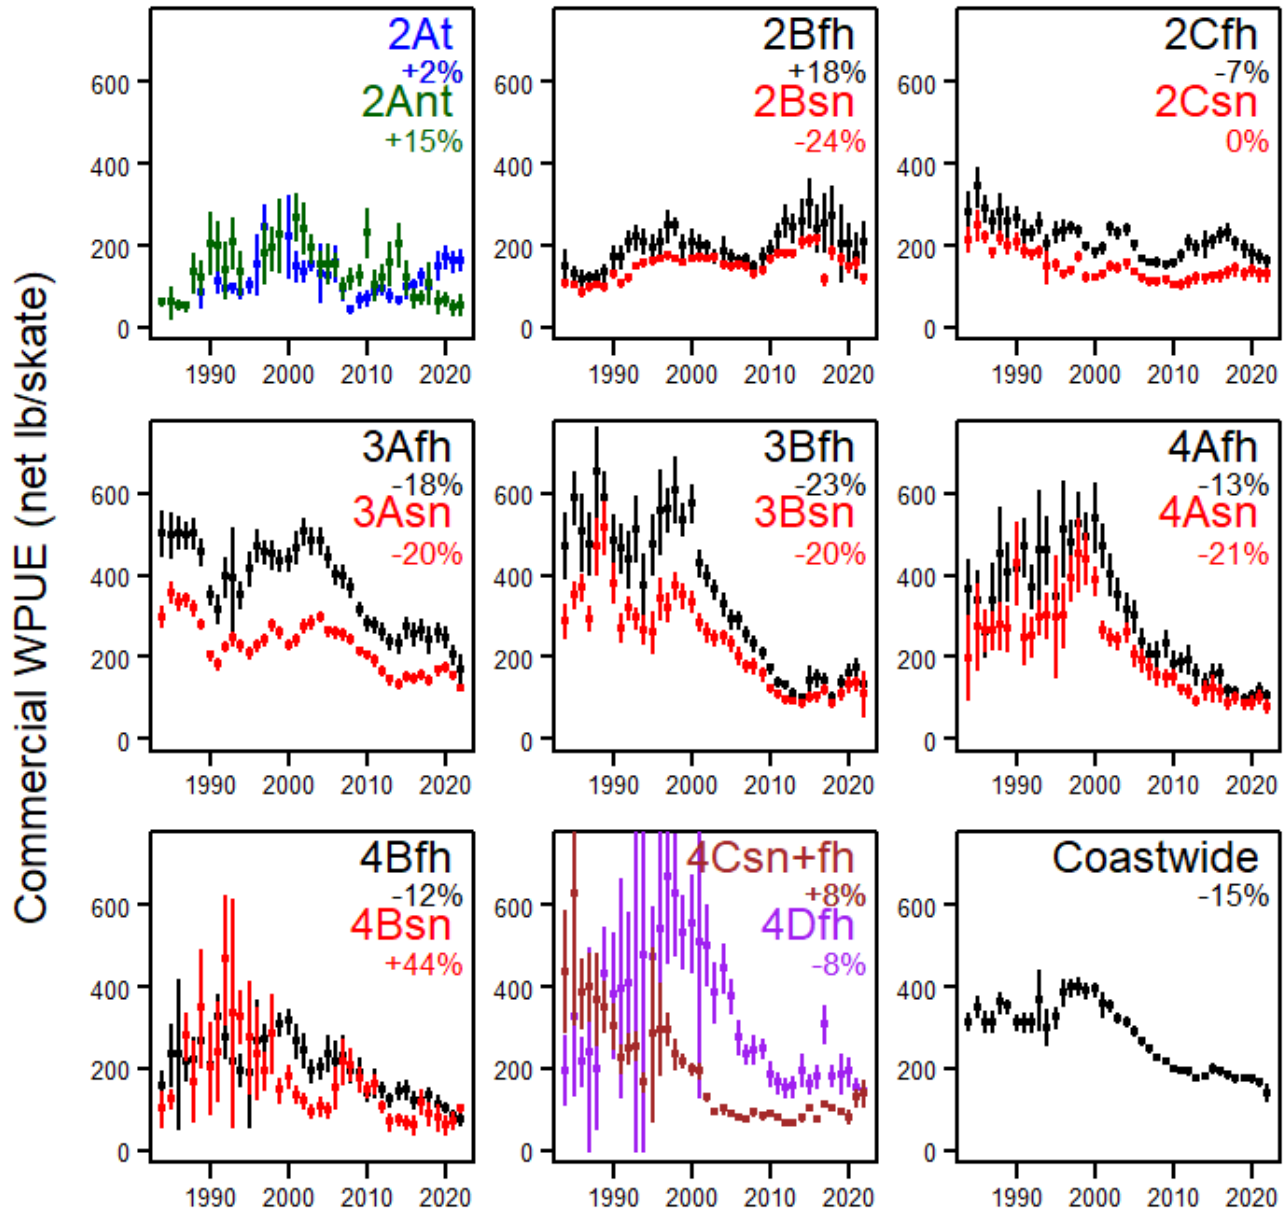 Commercial WPUE (net lb/skate)
2At
+2%
2Ant
+15%
600
400
200
0
1990 2000 2010 2020
2Bfh
+18%
2Bsn
-24%
600
400
200
0
1990 2000 2010 2020
2Cfh
-7%
2Csn
0%
600
400
200
0
1990 2000 2010 2020
3Afh
-18%
3Asn
-20%
600
400
200
0
1990 2000 2010 2020
3Bfh
-23%
3Bsn
-20%
600
400
200
0
1990 2000 2010 2020
4Afh
-13%
4Asn
-21%
600
400
200
0
1990 2000 2010 2020
4Bfh
-12%
4Bsn
+44%
600
400
200
0
1990 2000 2010 2020
4Csn+fh
+8%
4Dfh
-8%
600
400
200
0
1990 2000 2010 2020
Coastwide
-15%
600
400
200
0
1990 2000 2010 2020